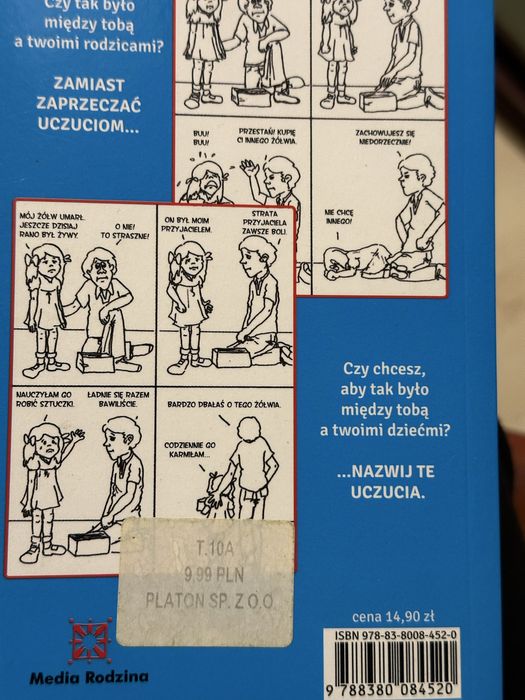 Czy tak było
między tobą
a twoimi rodzicami?
ZAMIAST
ZAPRZECZAĆ
UCZUCIOM...
BUU!
BUU!
PRZESTAŃ! KUPIĘ
CI INNEGO ŻÓŁWIA.
ZACHOWUJESZ SIĘ
NIEDORZECZNIE!
NIE CHCĘ
INNEGO!
MÓJ ŻÓŁW UMARŁ.
JESZCZE DZISIAJ
RANO BYŁ ŻYWY.
O NIE!
TO STRASZNE!
ON BYŁ MOIM
PRZYJACIELEM.
STRATA
PRZYJACIELA
ZAWSZE BOLI.
NAUCZYŁAM GO
ROBIĆ SZTUCZKI.
ŁADNIE SIĘ RAZEM
BAWILIŚCIE.
BARDZO DBAŁAŚ O TEGO ŻÓŁWIA.
CODZIENNIE GO
KARMIŁAM...
Czy chcesz,
aby tak było
między tobą
a twoimi dziećmi?
...NAZWIJ TE
UCZUCIA.
T.10A
9,99 PLN
PLATON SP. Z O.O.
Media Rodzina
cena 14,90 zł
ISBN 978-83-8008-452-0
9 788380 084520